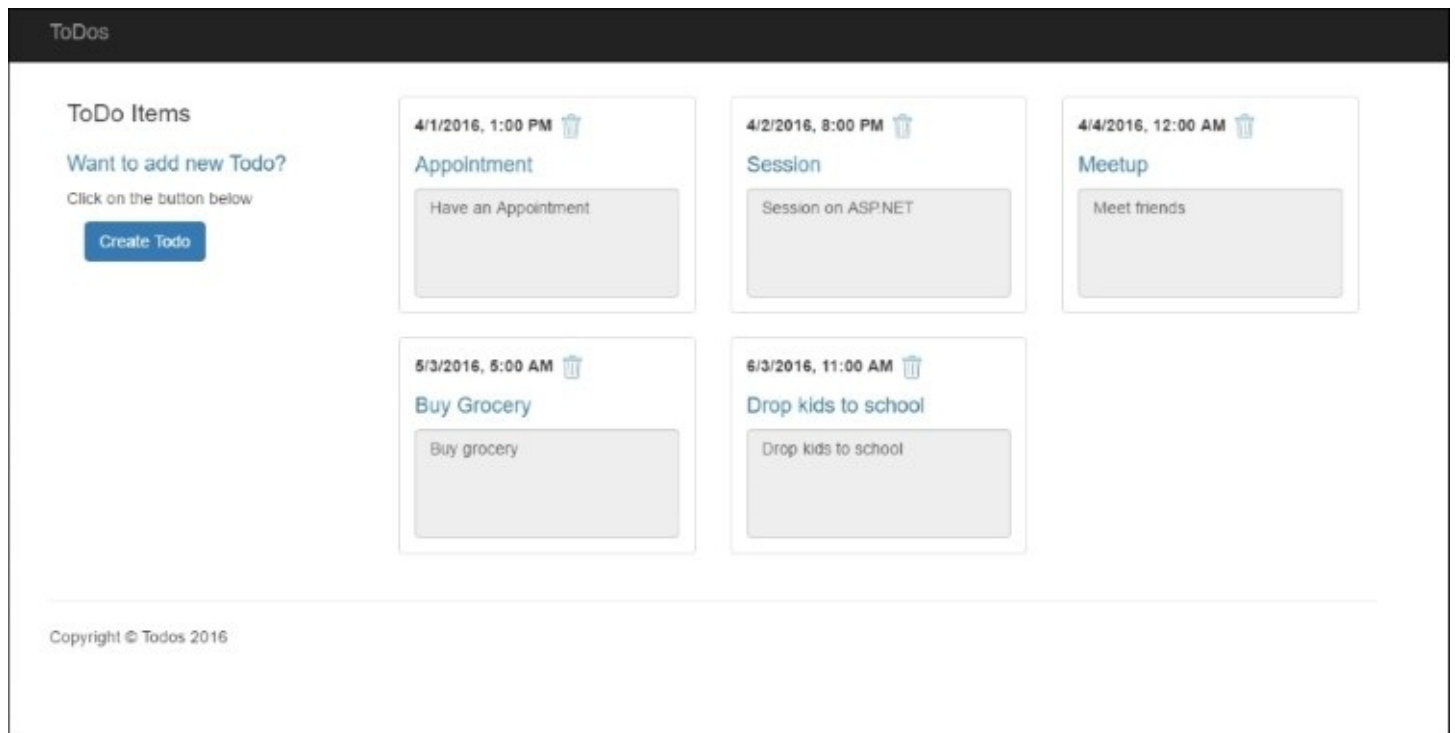 ToDos
ToDo Items
Want to add new Todo?
Click on the button below
Create Todo
4/1/2016, 1:00 PM
Appointment
Have an Appointment
4/2/2016, 8:00 PM
Session
Session on ASP.NET
4/4/2016, 12:00 AM
Meetup
Meet friends
5/3/2016, 5:00 AM
Buy Grocery
Buy grocery
6/3/2016, 11:00 AM
Drop kids to school
Drop kids to school
Copyright © Todos 2016